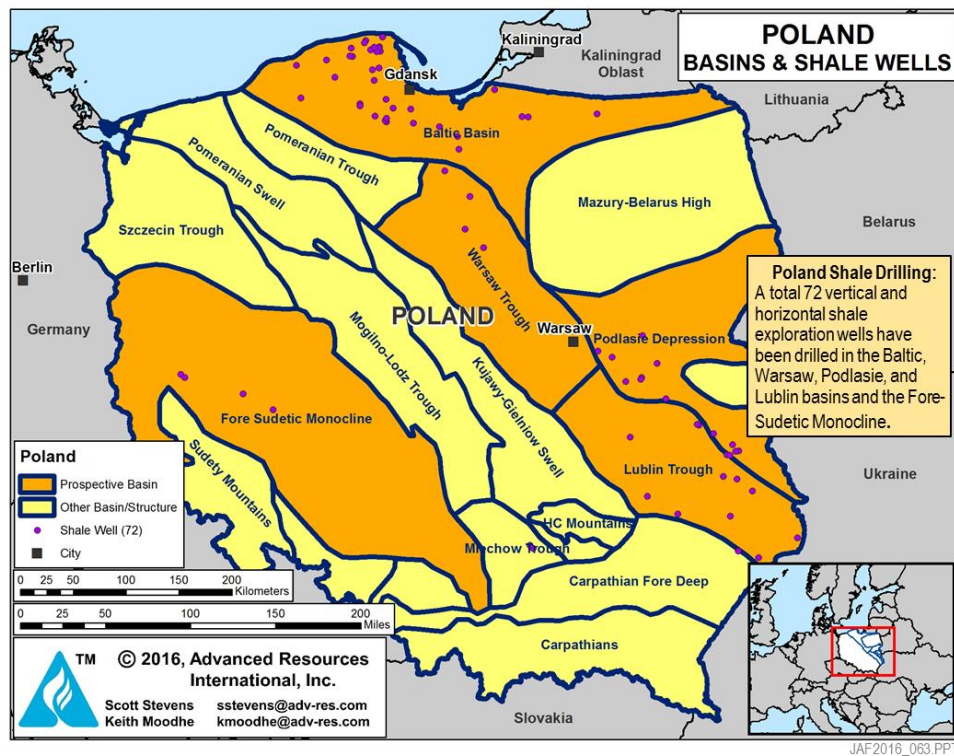 POLAND
BASINS & SHALE WELLS
Kaliningrad
Kaliningrad
Oblast
Lithuania
Gdansk
Baltic Basin
Pomeranian Trough
Pomeranian Swell
Mazury-Belarus High
Belarus
Szczecin Trough
Berlin
Germany
Warsaw Trough
POLAND
Warsaw
Podlasie Depression
Poland Shale Drilling:
A total 72 vertical and
horizontal shale
exploration wells have
been drilled in the Baltic,
Warsaw, Podlasie, and
Lublin basins and the Fore-
Sudetic Monocline.
Mogilno-Lodz Trough
Kujawy-Gielniow Swell
Fore Sudetic Monocline
Sudety Mountains
Lublin Trough
Ukraine
HC Mountains
Miechow Trough
Carpathian Fore Deep
Carpathians
Slovakia
Poland
Prospective Basin
Other Basin/Structure
Shale Well (72)
City
0 25 50 100 150 200
Kilometers
0 25 50 100 150 200
Miles
TM
© 2016, Advanced Resources
International, Inc.
Scott Stevens sstevens@adv-res.com
Keith Moodhe kmoodhe@adv-res.com
JAF2016_063.PPT